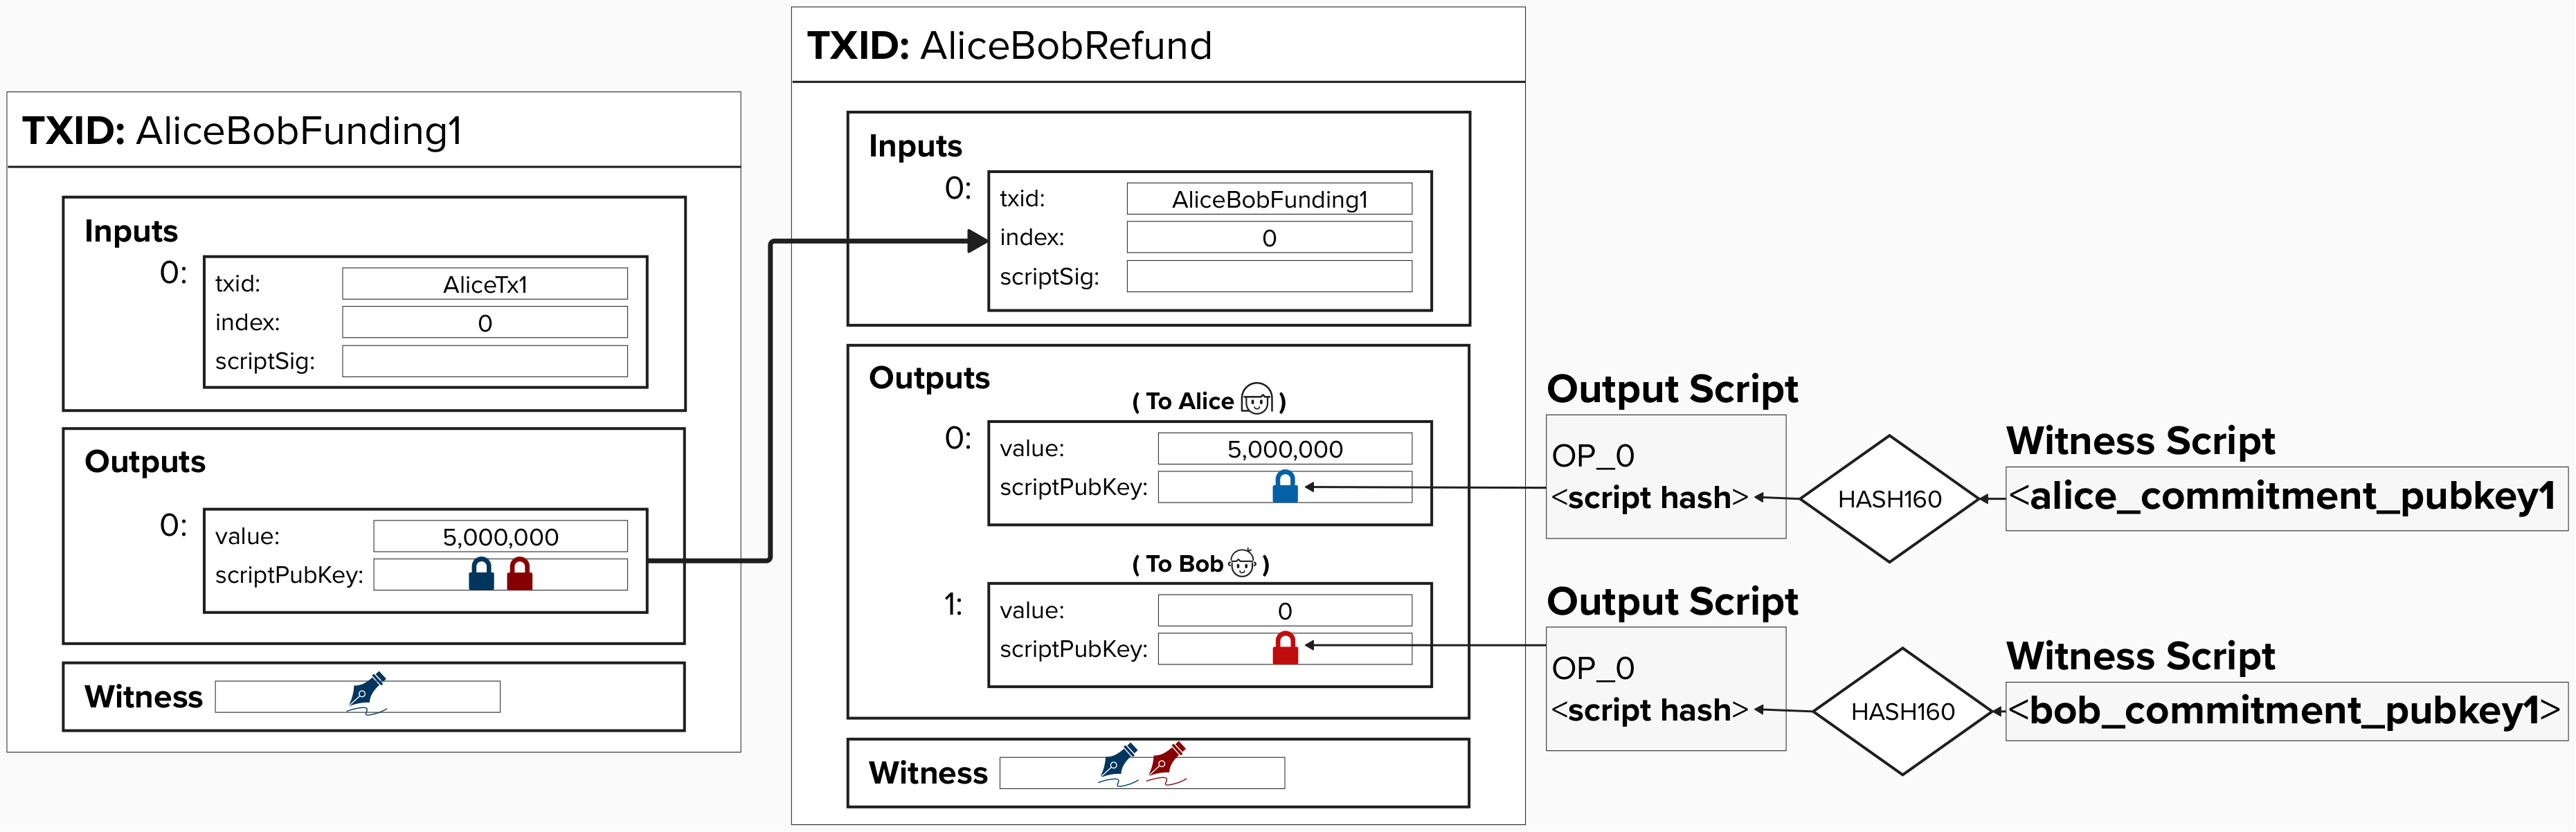 TXID: AliceBobFunding1
Inputs
0:
txid: AliceTx1
index: 0
scriptSig:
Outputs
0:
value: 5,000,000
scriptPubKey:
Witness
TXID: AliceBobRefund
Inputs
0:
txid: AliceBobFunding1
index: 0
scriptSig:
Outputs
( To Alice )
0:
value: 5,000,000
scriptPubKey:
( To Bob )
1:
value: 0
scriptPubKey:
Witness
Output Script
OP_0
<script hash>
HASH160
Witness Script
<alice_commitment_pubkey1
Output Script
OP_0
<script hash>
HASH160
Witness Script
<bob_commitment_pubkey1>